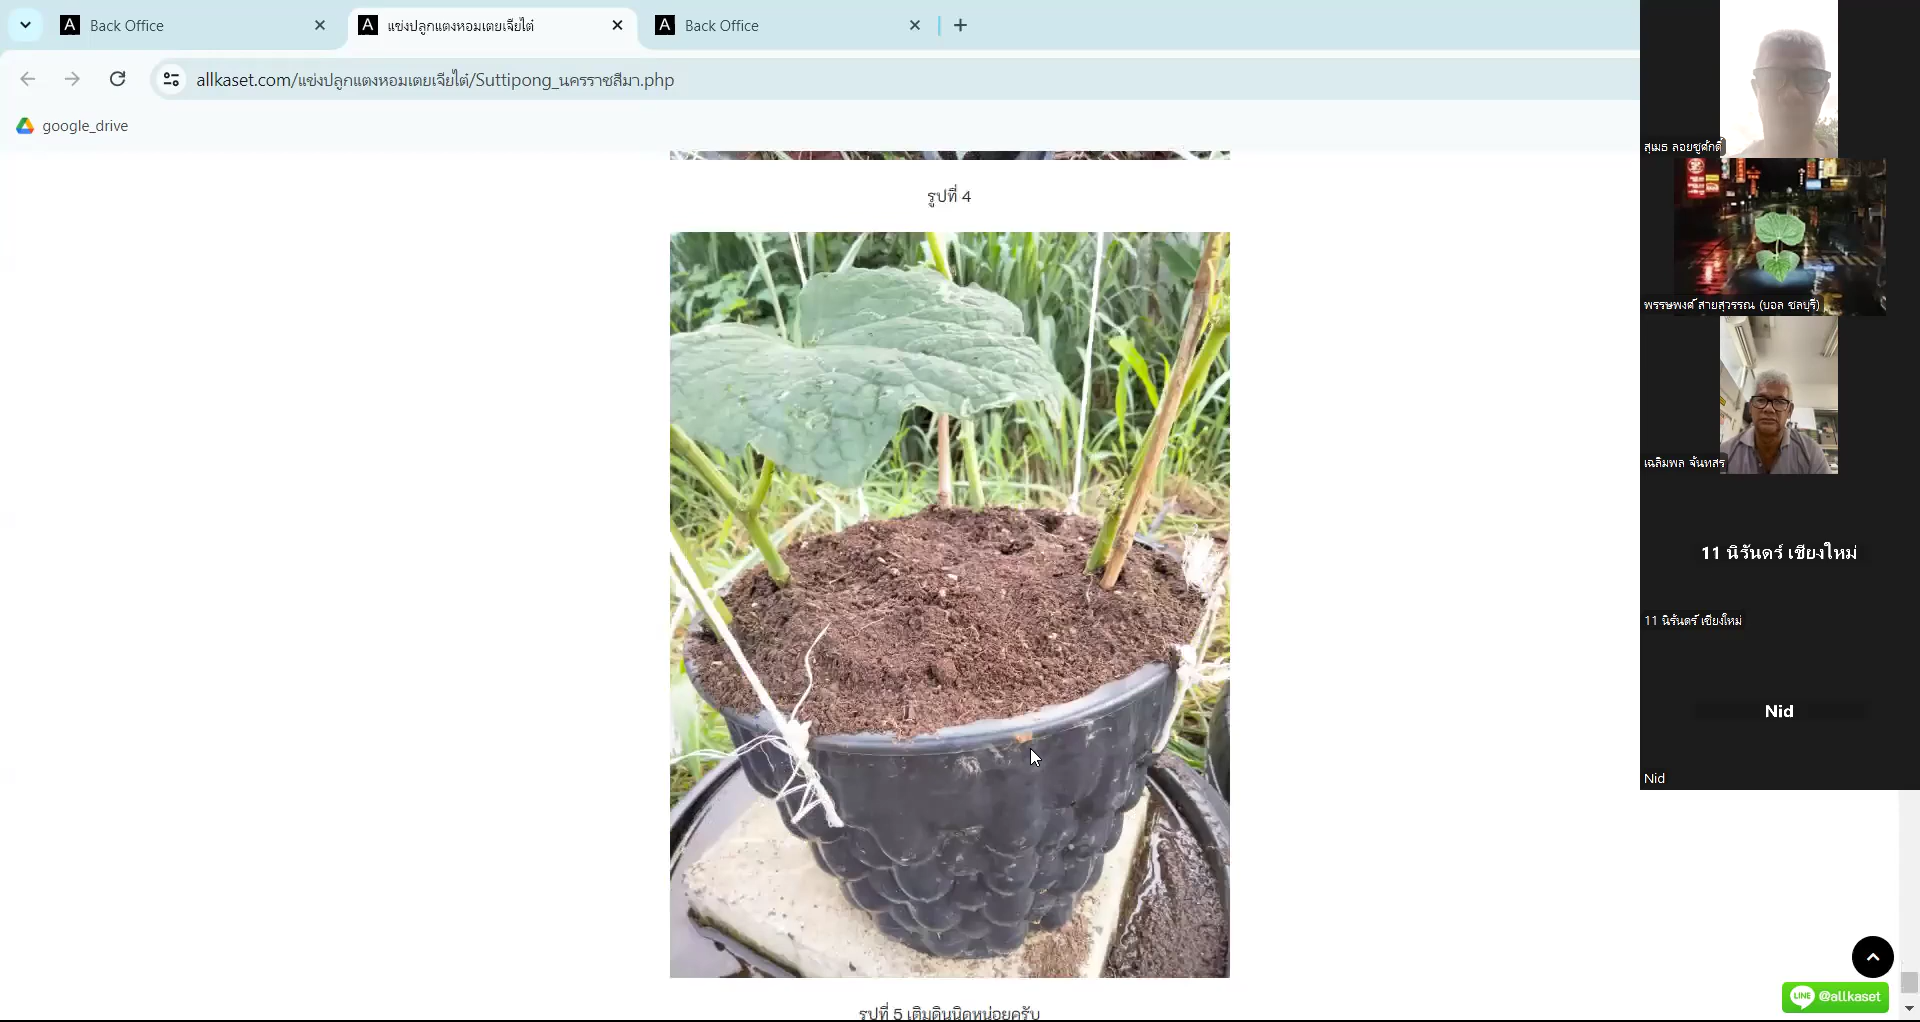 Back Office
แข่งปลูกแตงหอมเตยเจียไต๋
Back Office
allkaset.com/แข่งปลูกแตงหอมเตยเจียไต๋/Suttipong_นครราชสีมา.php
google_drive
รูปที่ 4
รูปที่ 5 เติมดินนิดหน่อยครับ
สุเมธ ลอยชูศักดิ์
พรรษพงศ์ สายสุวรรณ (บอล ชลบุรี)
เฉลิมพล จันทสร
11 นิรันดร์ เชียงใหม่
11 นิรันดร์ เชียงใหม่
Nid
Nid
LINE @allkaset